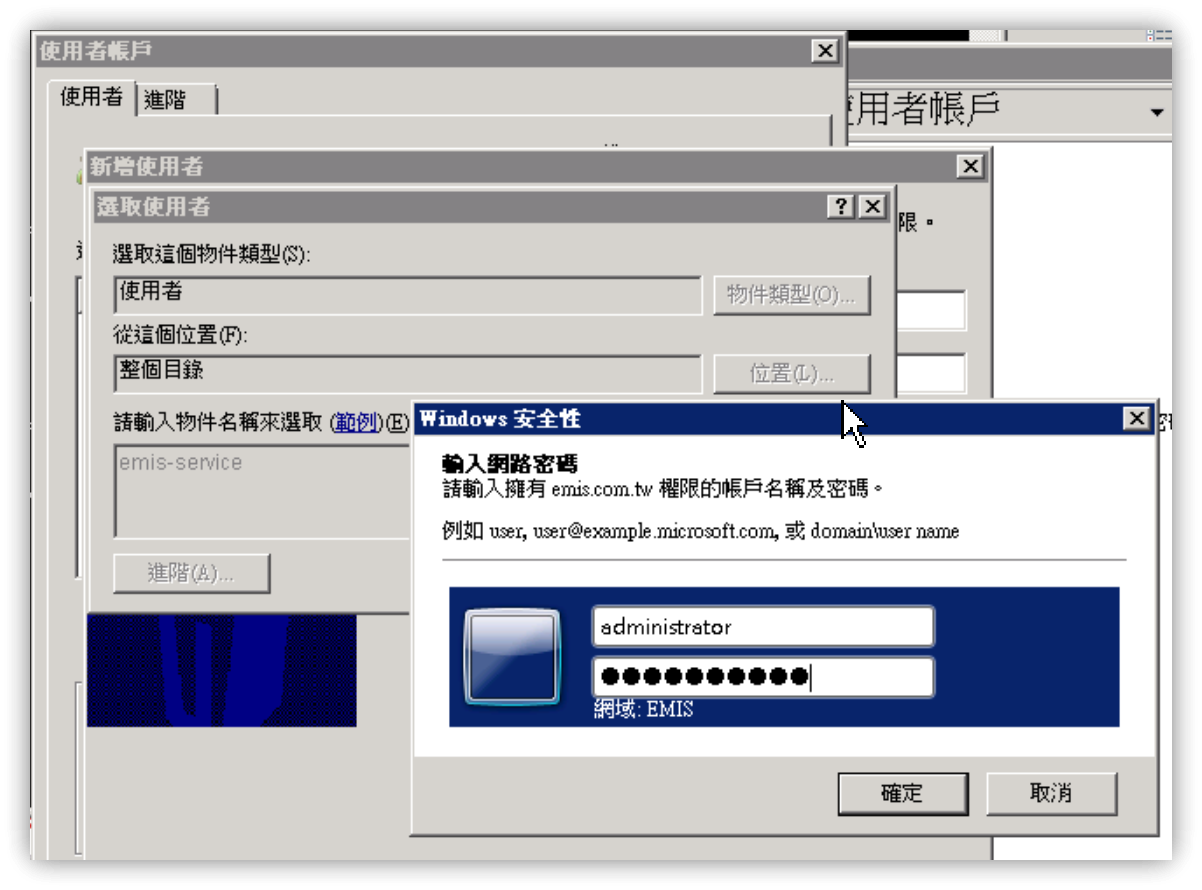 使用者帳戶
使用者
進階
用者帳戶
新增使用者
選取使用者
限。
選取這個物件類型(S):
使用者
物件類型(O)...
從這個位置(F):
整個目錄
位置(L)...
請輸入物件名稱來選取 (範例)(E)
emis-service
進階(A)...
Windows 安全性
輸入網路密碼
請輸入擁有 emis.com.tw 權限的帳戶名稱及密碼。
例如 user, user@example.microsoft.com, 或 domain\user name
administrator
●●●●●●●●●●
網域: EMIS
確定
取消